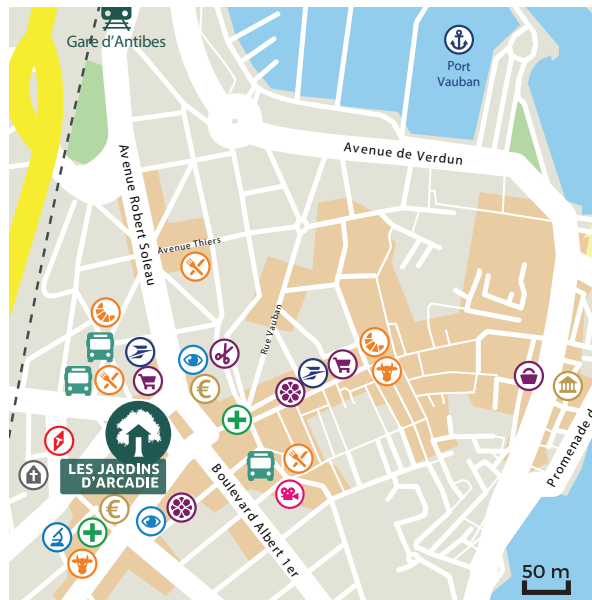 Gare d'Antibes
Port
Vauban
Avenue de Verdun
Avenue Robert Soleau
Avenue Thiers
Rue Vauban
€
LES JARDINS
D'ARCADIE
Boulevard Albert 1er
Promenade d
€
50 m